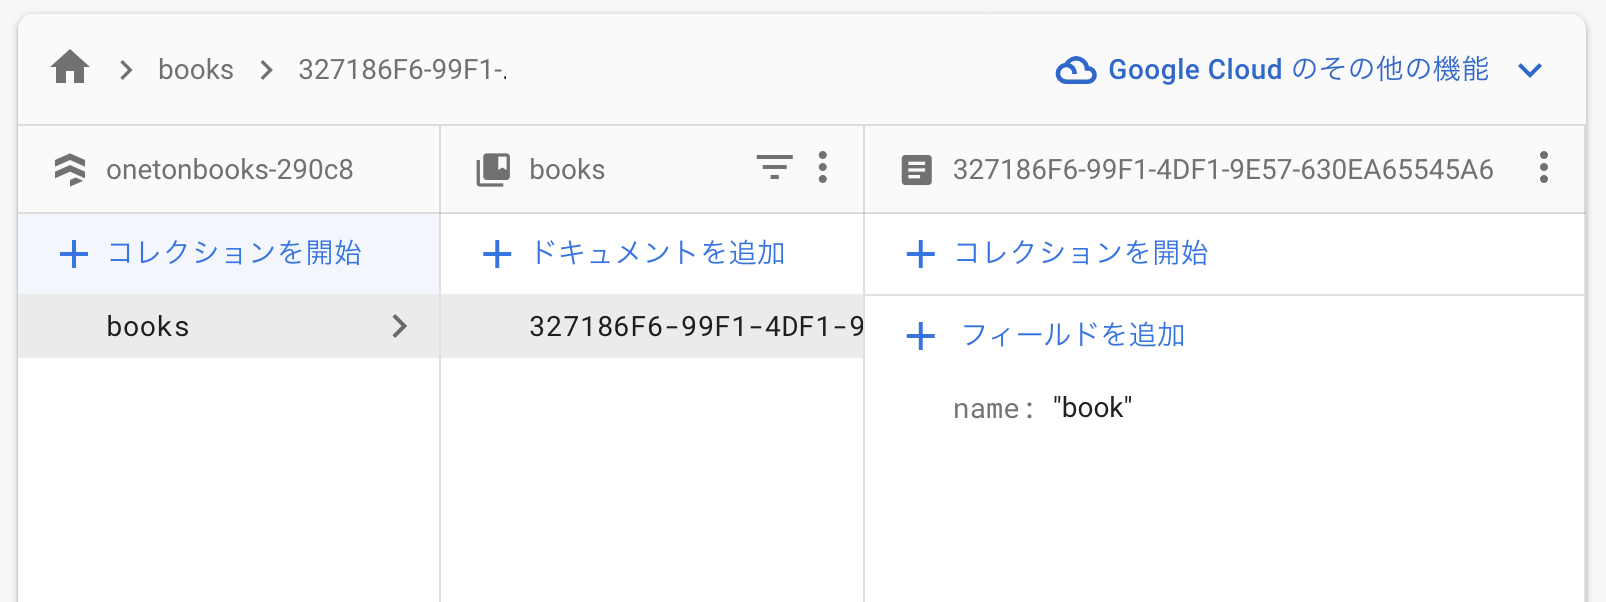 books
327186F6-99F1-.
Google Cloud のその他の機能
onetonbooks-290c8
books
327186F6-99F1-4DF1-9E57-630EA65545A6
コレクションを開始
ドキュメントを追加
コレクションを開始
books
327186F6-99F1-4DF1-9
フィールドを追加
name: "book"